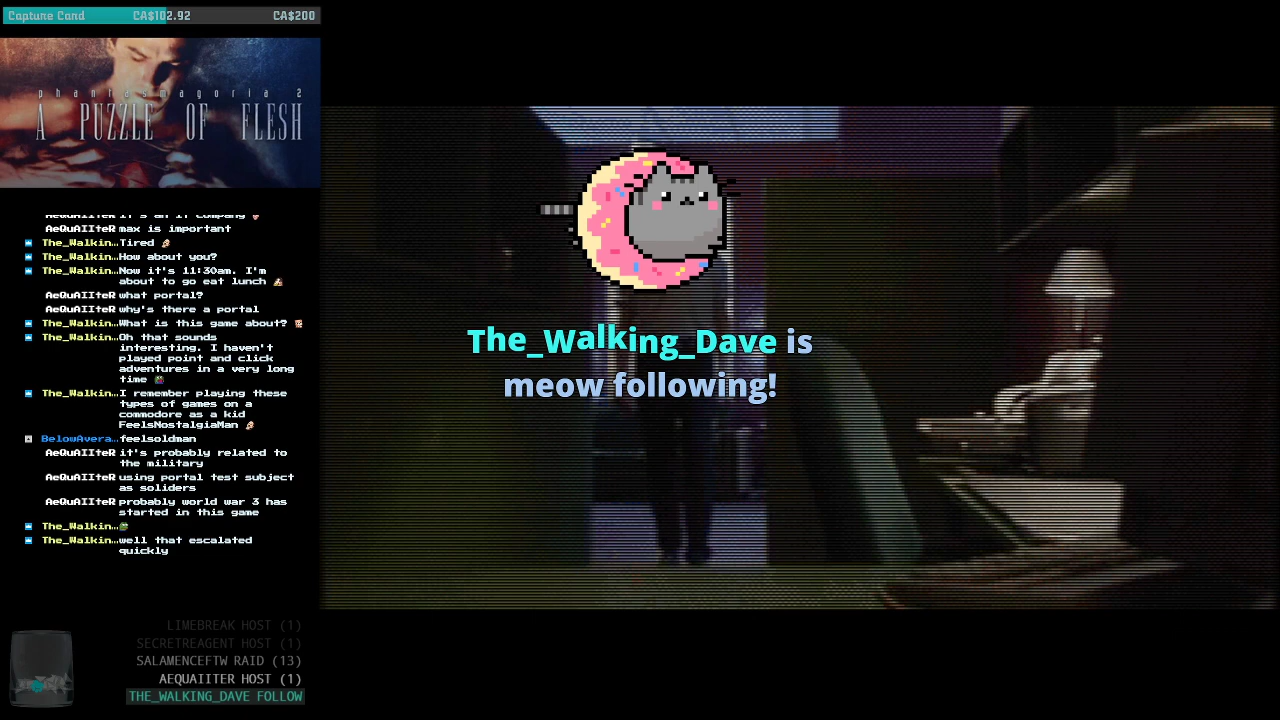 Capture Card CA$102.92 CA$200
phantasmagoria 2
A PUZZLE OF FLESH
AeQuAIIteR it's an IT company
AeQuAIIteR max is important
The_Walkin… Tired
The_Walkin… How about you?
The_Walkin… Now it's 11:30am. I'm
about to go eat lunch
AeQuAIIteR what portal?
AeQuAIIteR why's there a portal
The_Walkin… What is this game about?
The_Walkin… Oh that sounds
interesting. I haven't
played point and click
adventures in a very long
time
The_Walkin… I remember playing these
types of games on a
commodore as a kid
FeelsNostalgiaMan
BelowAvera… feelsoldman
AeQuAIIteR it's probably related to
the military
AeQuAIIteR using portal test subject
as soliders
AeQuAIIteR probably world war 3 has
started in this game
The_Walkin…
The_Walkin… well that escalated
quickly
The_Walking_Dave is
meow following!
LIMEBREAK HOST (1)
SECRETREAGENT HOST (1)
SALAMENCEFTW RAID (13)
AEQUAIITER HOST (1)
THE_WALKING_DAVE FOLLOW